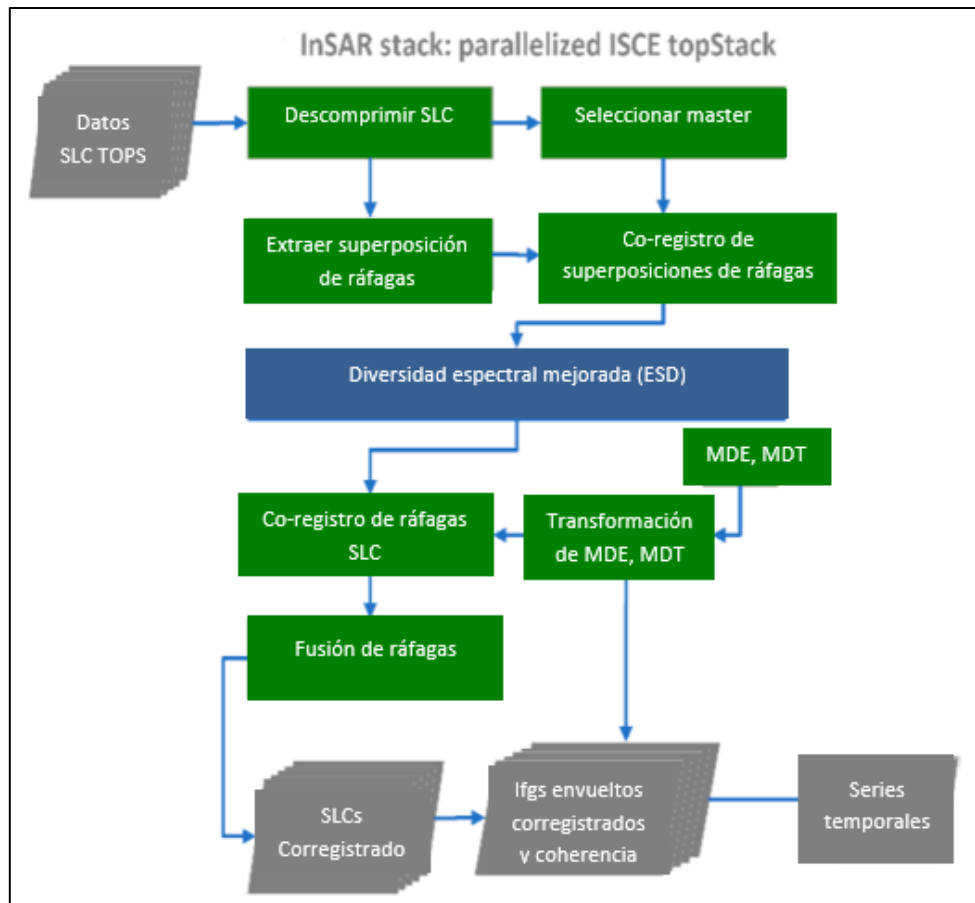 InSAR stack: parallelized ISCE topStack
Datos
SLC TOPS
Descomprimir SLC
Seleccionar master
Extraer superposición
de ráfagas
Co-registro de
superposiciones de ráfagas
Diversidad espectral mejorada (ESD)
MDE, MDT
Co-registro de ráfagas
SLC
Transformación
de MDE, MDT
Fusión de ráfagas
SLCs
Corregistrado
Ifgs envueltos
corregistrados
y coherencia
Series
temporales